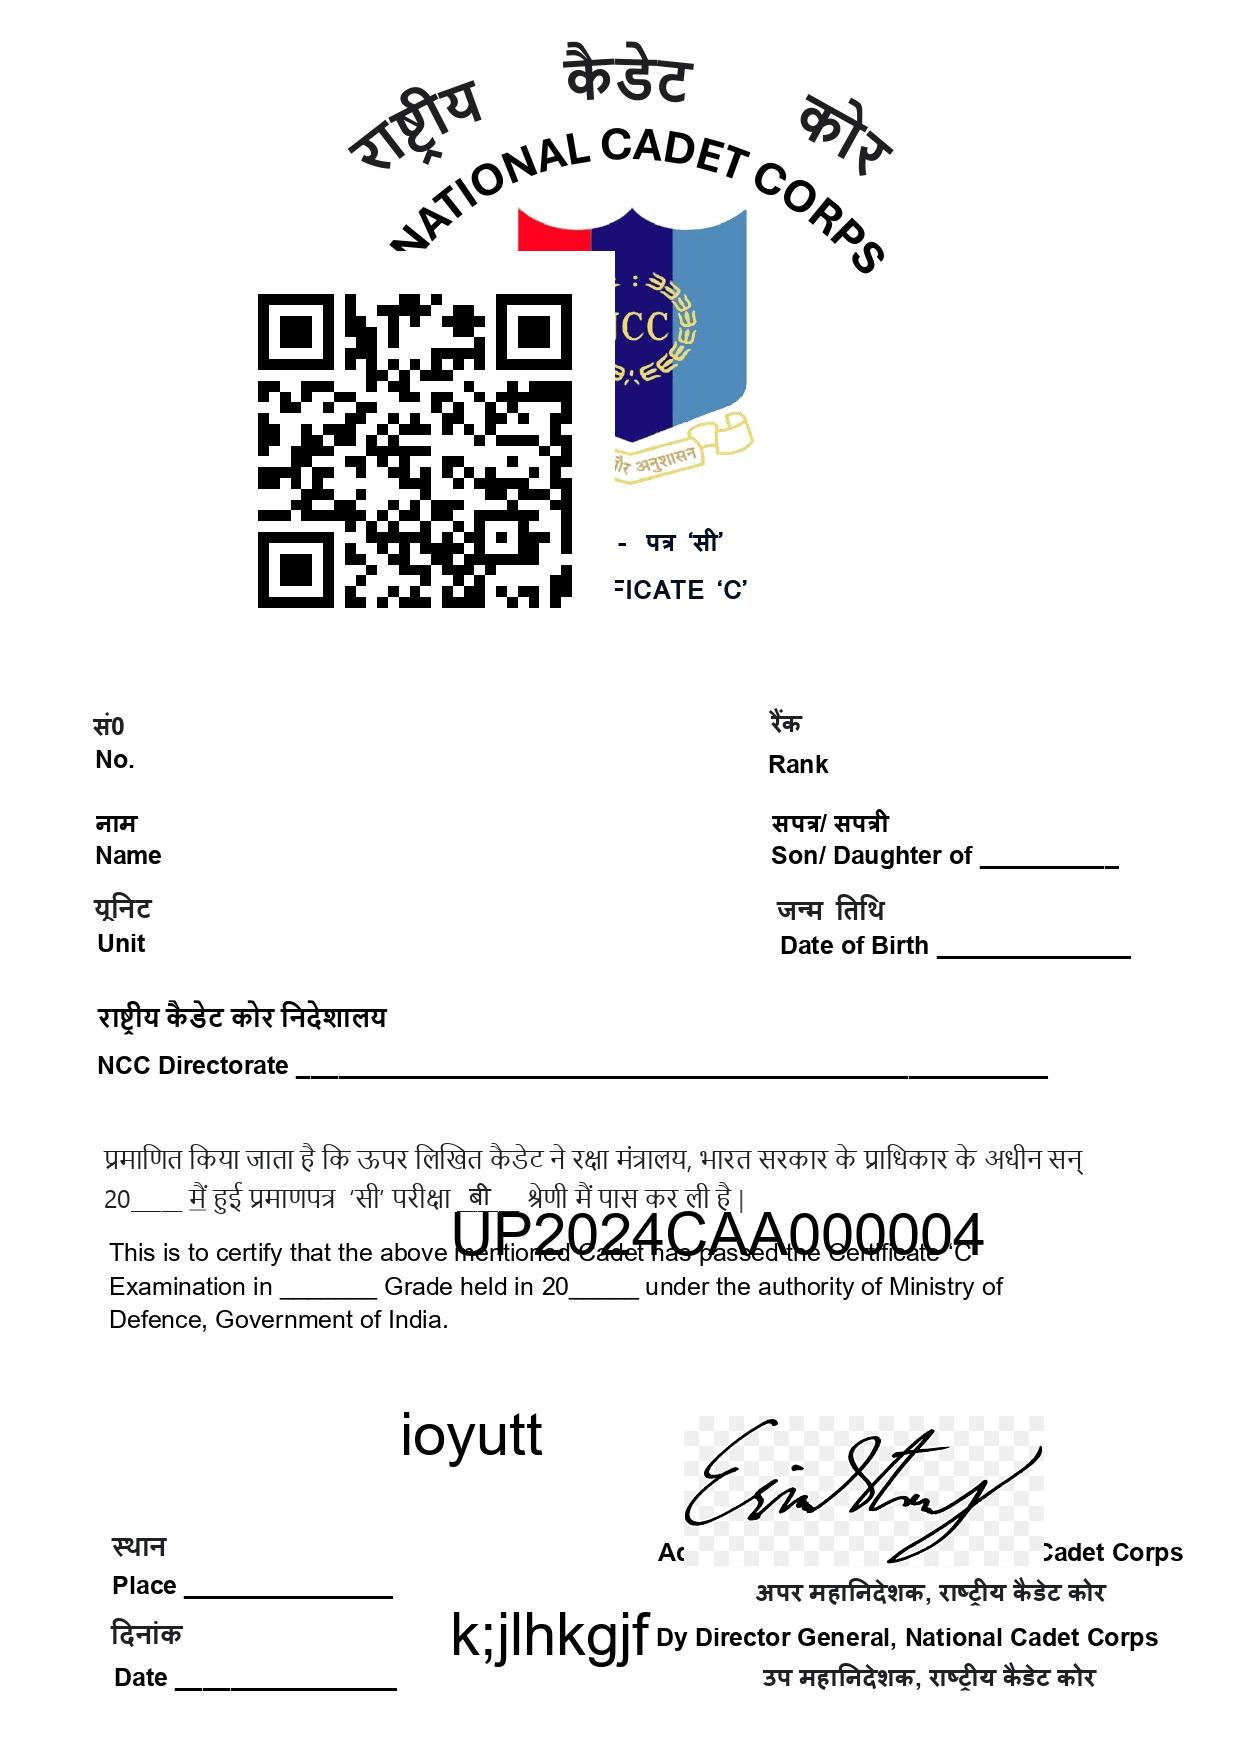 राष्ट्रीय कैडेट कोर
NATIONAL CADET CORPS
NCC
और अनुशासन
- पत्र ‘सी’
FICATE ‘C’
सं0
No.
रैंक
Rank
नाम
Name
सपत्र/ सपत्री
Son/ Daughter of __________
यूनिट
Unit
जन्म तिथि
Date of Birth ______________
राष्ट्रीय कैडेट कोर निदेशालय
NCC Directorate ______________________________________________________
प्रमाणित किया जाता है कि ऊपर लिखित कैडेट ने रक्षा मंत्रालय, भारत सरकार के प्राधिकार के अधीन सन्
20____ मैं हुई प्रमाणपत्र ‘सी’ परीक्षा _बी__ श्रेणी मैं पास कर ली है |
UP2024CAA000004
This is to certify that the above mentioned Cadet has passed the Certificate ‘C’
Examination in _______ Grade held in 20_____ under the authority of Ministry of
Defence, Government of India.
ioyutt
Cadet Corps
स्थान
Place _______________
अपर महानिदेशक, राष्ट्रीय कैडेट कोर
दिनांक
k;jlhkgjf
Dy Director General, National Cadet Corps
Date ________________
उप महानिदेशक, राष्ट्रीय कैडेट कोर